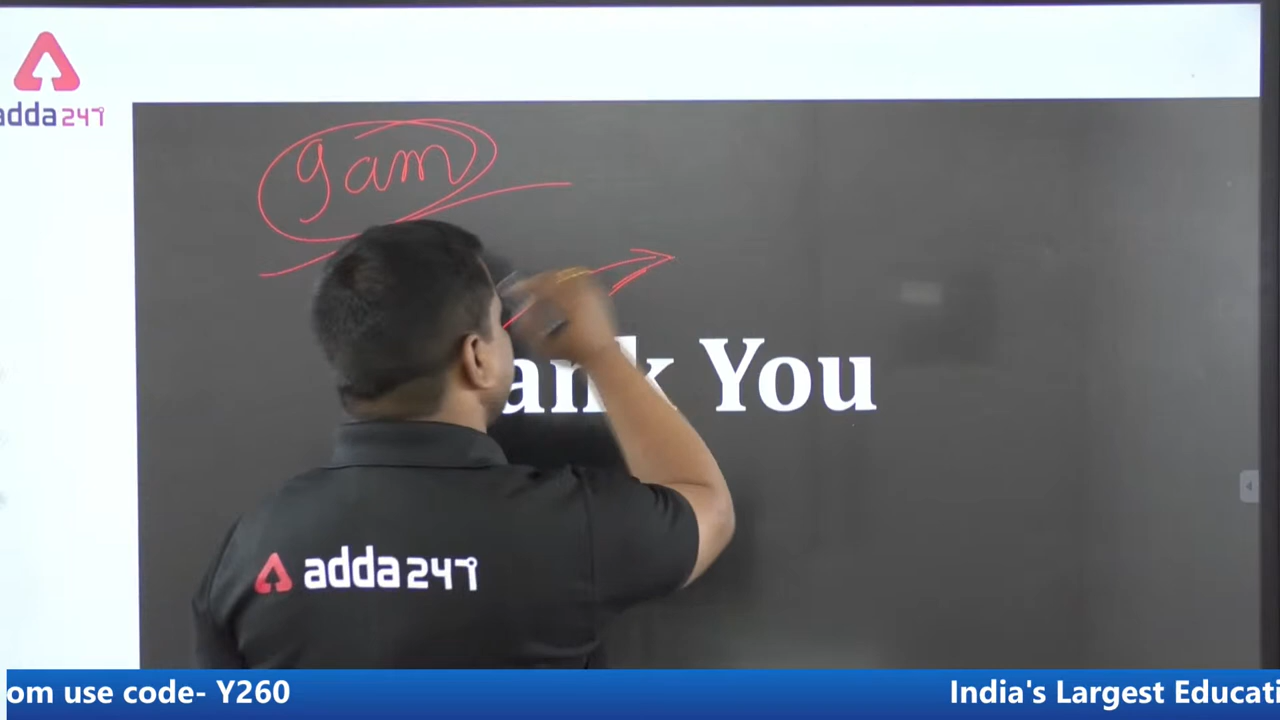 adda247
9am
ank You
adda247
om use code- Y260
India's Largest Educati